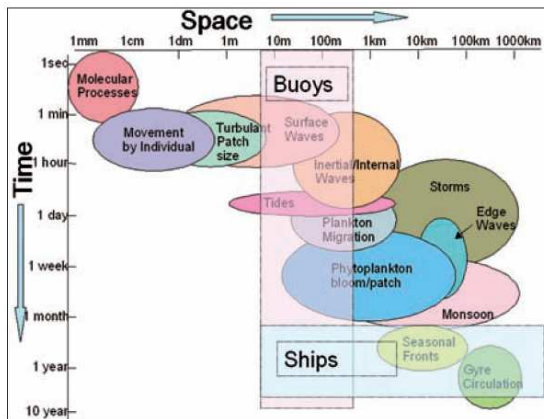 Space
1mm 1cm 1dm 1m 10m 100m 1km 10km 100km 1000km
Time
1sec
1 min
1 hour
1 day
1 week
1 month
1 year
10 year
Molecular
Processes
Buoys
Movement
by Individual
Turbulant
Patch
size
Surface
Waves
Inertial/Internal
Waves
Storms
Tides
Plankton
Migration
Edge
Waves
Phytoplankton
bloom/patch
Monsoon
Ships
Seasonal
Fronts
Gyre
Circulation